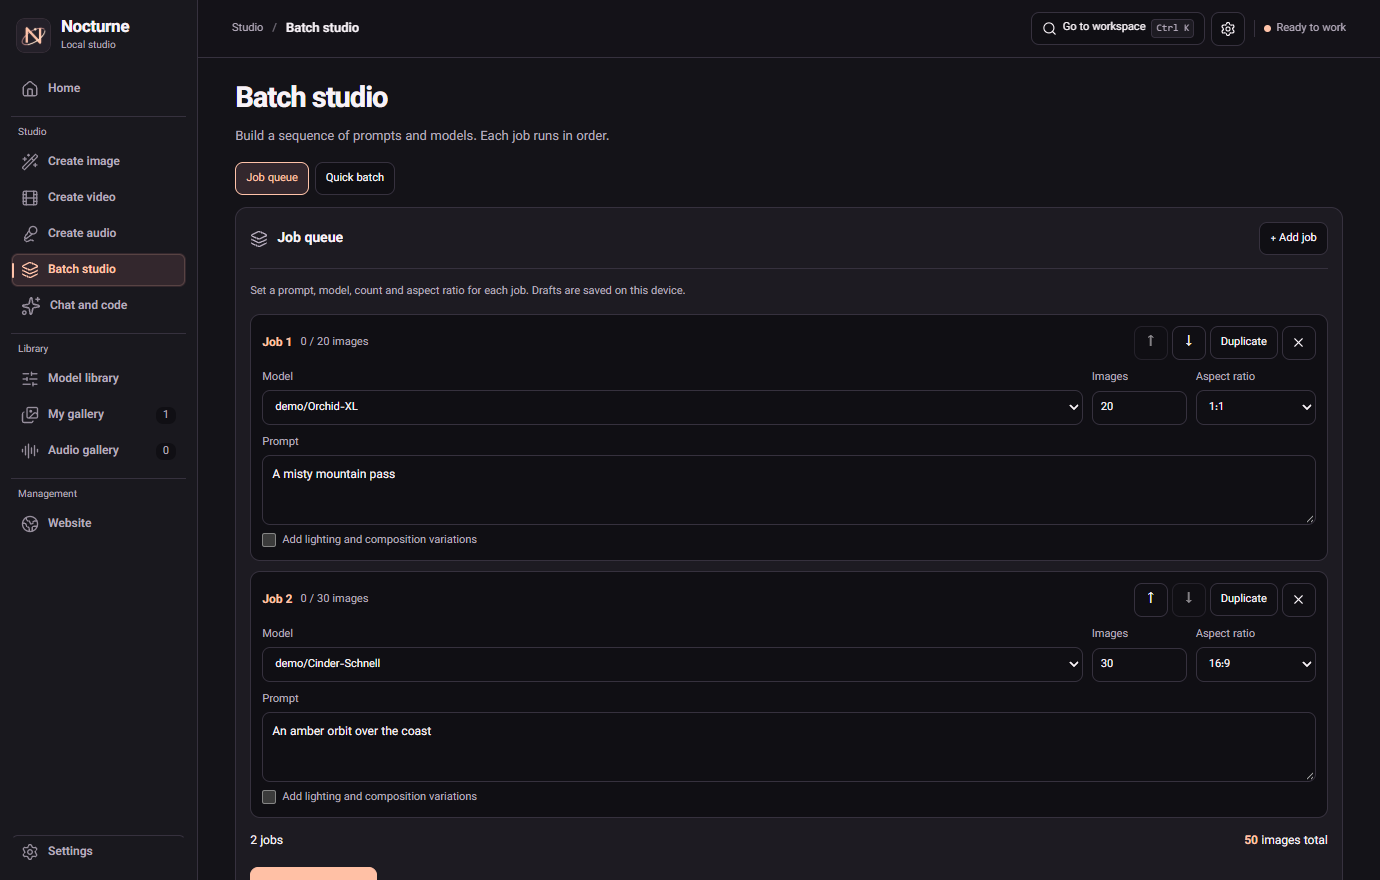 Nocturne
Local studio
Home
Studio
Create image
Create video
Create audio
Batch studio
Chat and code
Library
Model library
My gallery 1
Audio gallery 0
Management
Website
Settings
Studio / Batch studio
Go to workspace Ctrl K
Ready to work
Batch studio
Build a sequence of prompts and models. Each job runs in order.
Job queue Quick batch
Job queue
+ Add job
Set a prompt, model, count and aspect ratio for each job. Drafts are saved on this device.
Job 1 0 / 20 images
↑ ↓ Duplicate ×
Model Images Aspect ratio
demo/Orchid-XL 20 1:1
Prompt
A misty mountain pass
Add lighting and composition variations
Job 2 0 / 30 images
↑ ↓ Duplicate ×
Model Images Aspect ratio
demo/Cinder-Schnell 30 16:9
Prompt
An amber orbit over the coast
Add lighting and composition variations
2 jobs
50 images total